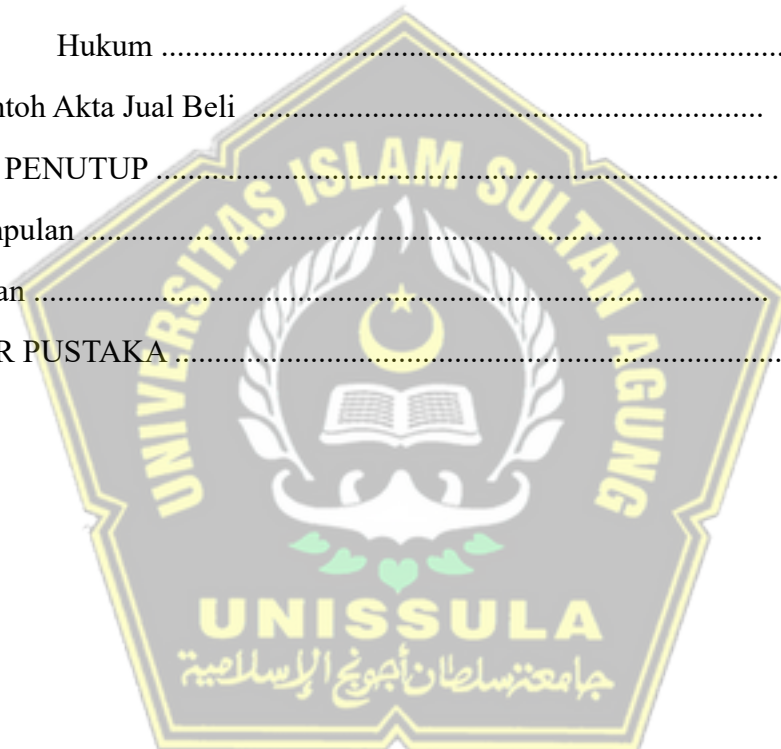 Hukum ................................................................................
ntoh Akta Jual Beli ................................................................
PENUTUP ................................................................................
npulan ................................................................................
an ................................................................................
R PUSTAKA ................................................................................
UNIVERSITAS ISLAM SULTAN AGUNG
UNISSULA
جامعة سلطان أجونج الإسلامية